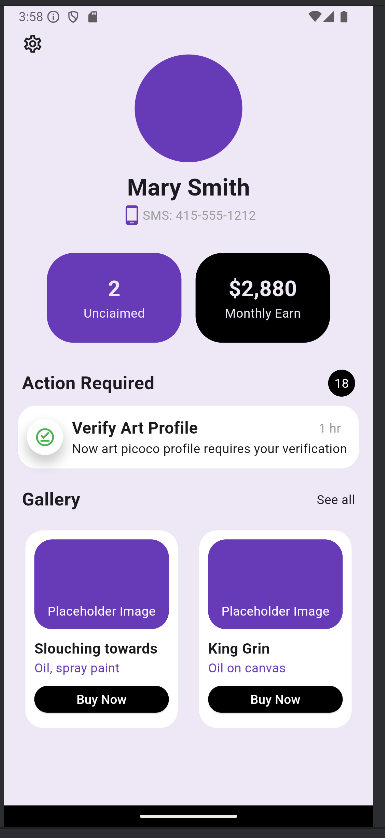 3:58
Mary Smith
SMS: 415-555-1212
2
Unciaimed
$2,880
Monthly Earn
Action Required
18
Verify Art Profile
1 hr
Now art picoco profile requires your verification
Gallery
See all
Placeholder Image
Slouching towards
Oil, spray paint
Buy Now
Placeholder Image
King Grin
Oil on canvas
Buy Now